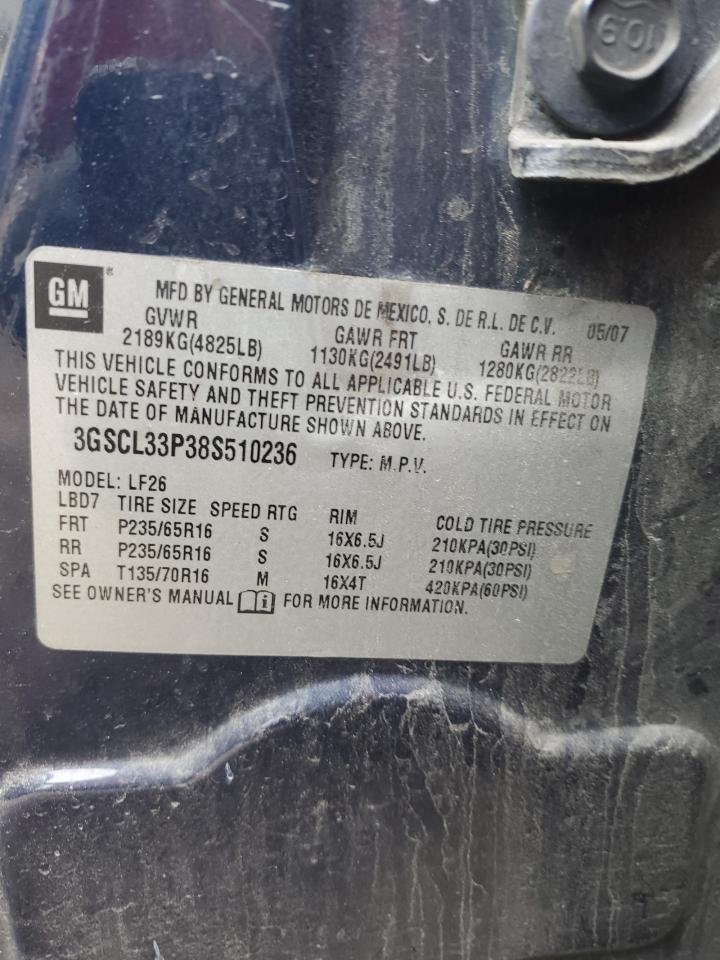 10.9
GM ®
MFD BY GENERAL MOTORS DE MEXICO, S. DE R.L. DE C.V. 05/07
GVWR GAWR FRT GAWR RR
2189KG(4825LB) 1130KG(2491LB) 1280KG(2822LB)
THIS VEHICLE CONFORMS TO ALL APPLICABLE U.S. FEDERAL MOTOR
VEHICLE SAFETY AND THEFT PREVENTION STANDARDS IN EFFECT ON
THE DATE OF MANUFACTURE SHOWN ABOVE.
3GSCL33P38S510236 TYPE: M.P.V.
MODEL: LF26
LBD7 TIRE SIZE SPEED RTG RIM COLD TIRE PRESSURE
FRT P235/65R16 S 16X6.5J 210KPA(30PSI)
RR P235/65R16 S 16X6.5J 210KPA(30PSI)
SPA T135/70R16 M 16X4T 420KPA(60PSI)
SEE OWNER'S MANUAL i FOR MORE INFORMATION.